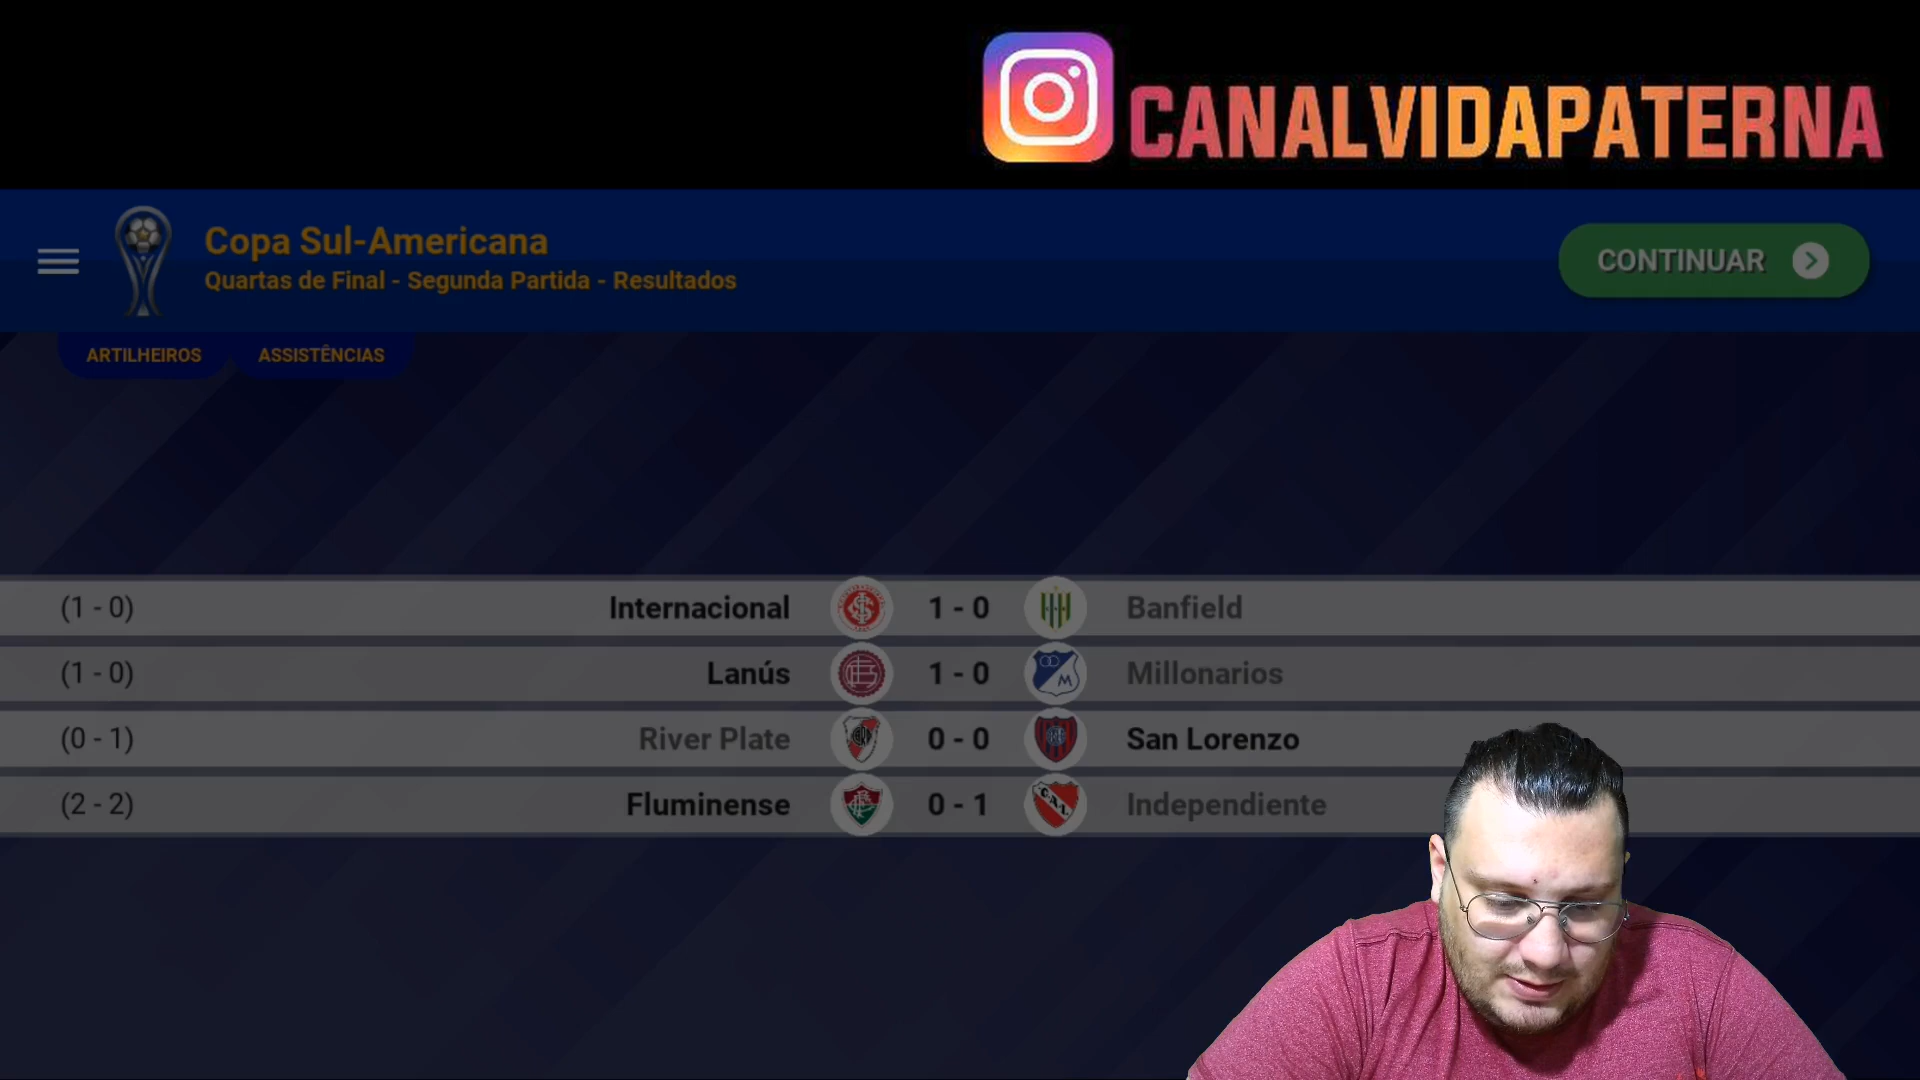 CANALVIDAPATERNA
Copa Sul-Americana
Quartas de Final - Segunda Partida - Resultados
CONTINUAR
ARTILHEIROS ASSISTÊNCIAS
(1 - 0) Internacional 1 - 0 Banfield
(1 - 0) Lanús 1 - 0 Millonarios
(0 - 1) River Plate 0 - 0 San Lorenzo
(2 - 2) Fluminense 0 - 1 Independiente